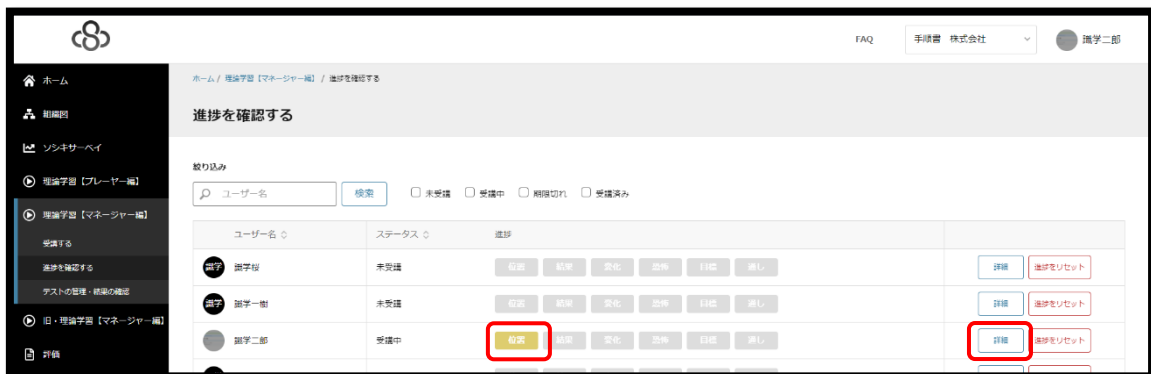 FAQ 手順書 株式会社 識学二郎
ホーム
組織図
ソシキサーベイ
理論学習【プレーヤー編】
理論学習【マネージャー編】
受講する
進捗を確認する
テストの管理・結果の確認
旧・理論学習【マネージャー編】
評価
ホーム / 理論学習【マネージャー編】 / 進捗を確認する
進捗を確認する
絞り込み
ユーザー名 検索 未受講 受講中 期限切れ 受講済み
ユーザー名 ステータス 進捗
識学 識学桜 未受講 位置 結果 変化 恐怖 目標 通し 詳細 進捗をリセット
識学 識学一樹 未受講 位置 結果 変化 恐怖 目標 通し 詳細 進捗をリセット
識学二郎 受講中 位置 結果 変化 恐怖 目標 通し 詳細 進捗をリセット